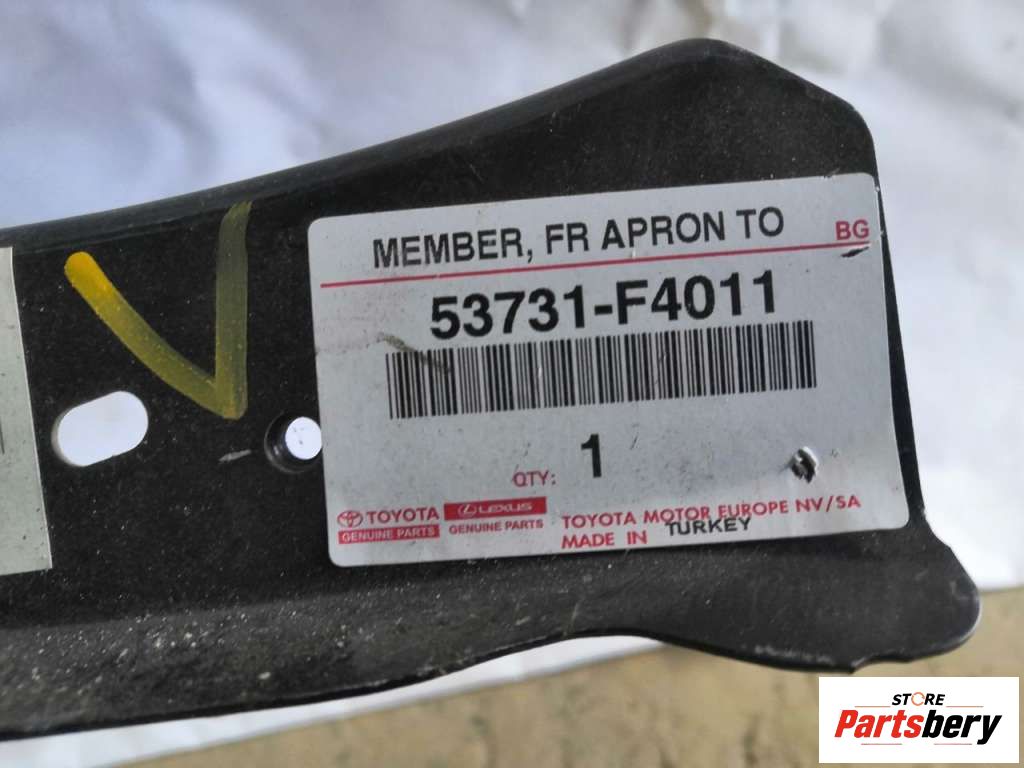 MEMBER, FR APRON TO
BG
53731-F4011
QTY: 1
TOYOTA
GENUINE PARTS
LEXUS
GENUINE PARTS
TOYOTA MOTOR EUROPE NV/SA
MADE IN TURKEY
STORE
Partsbery